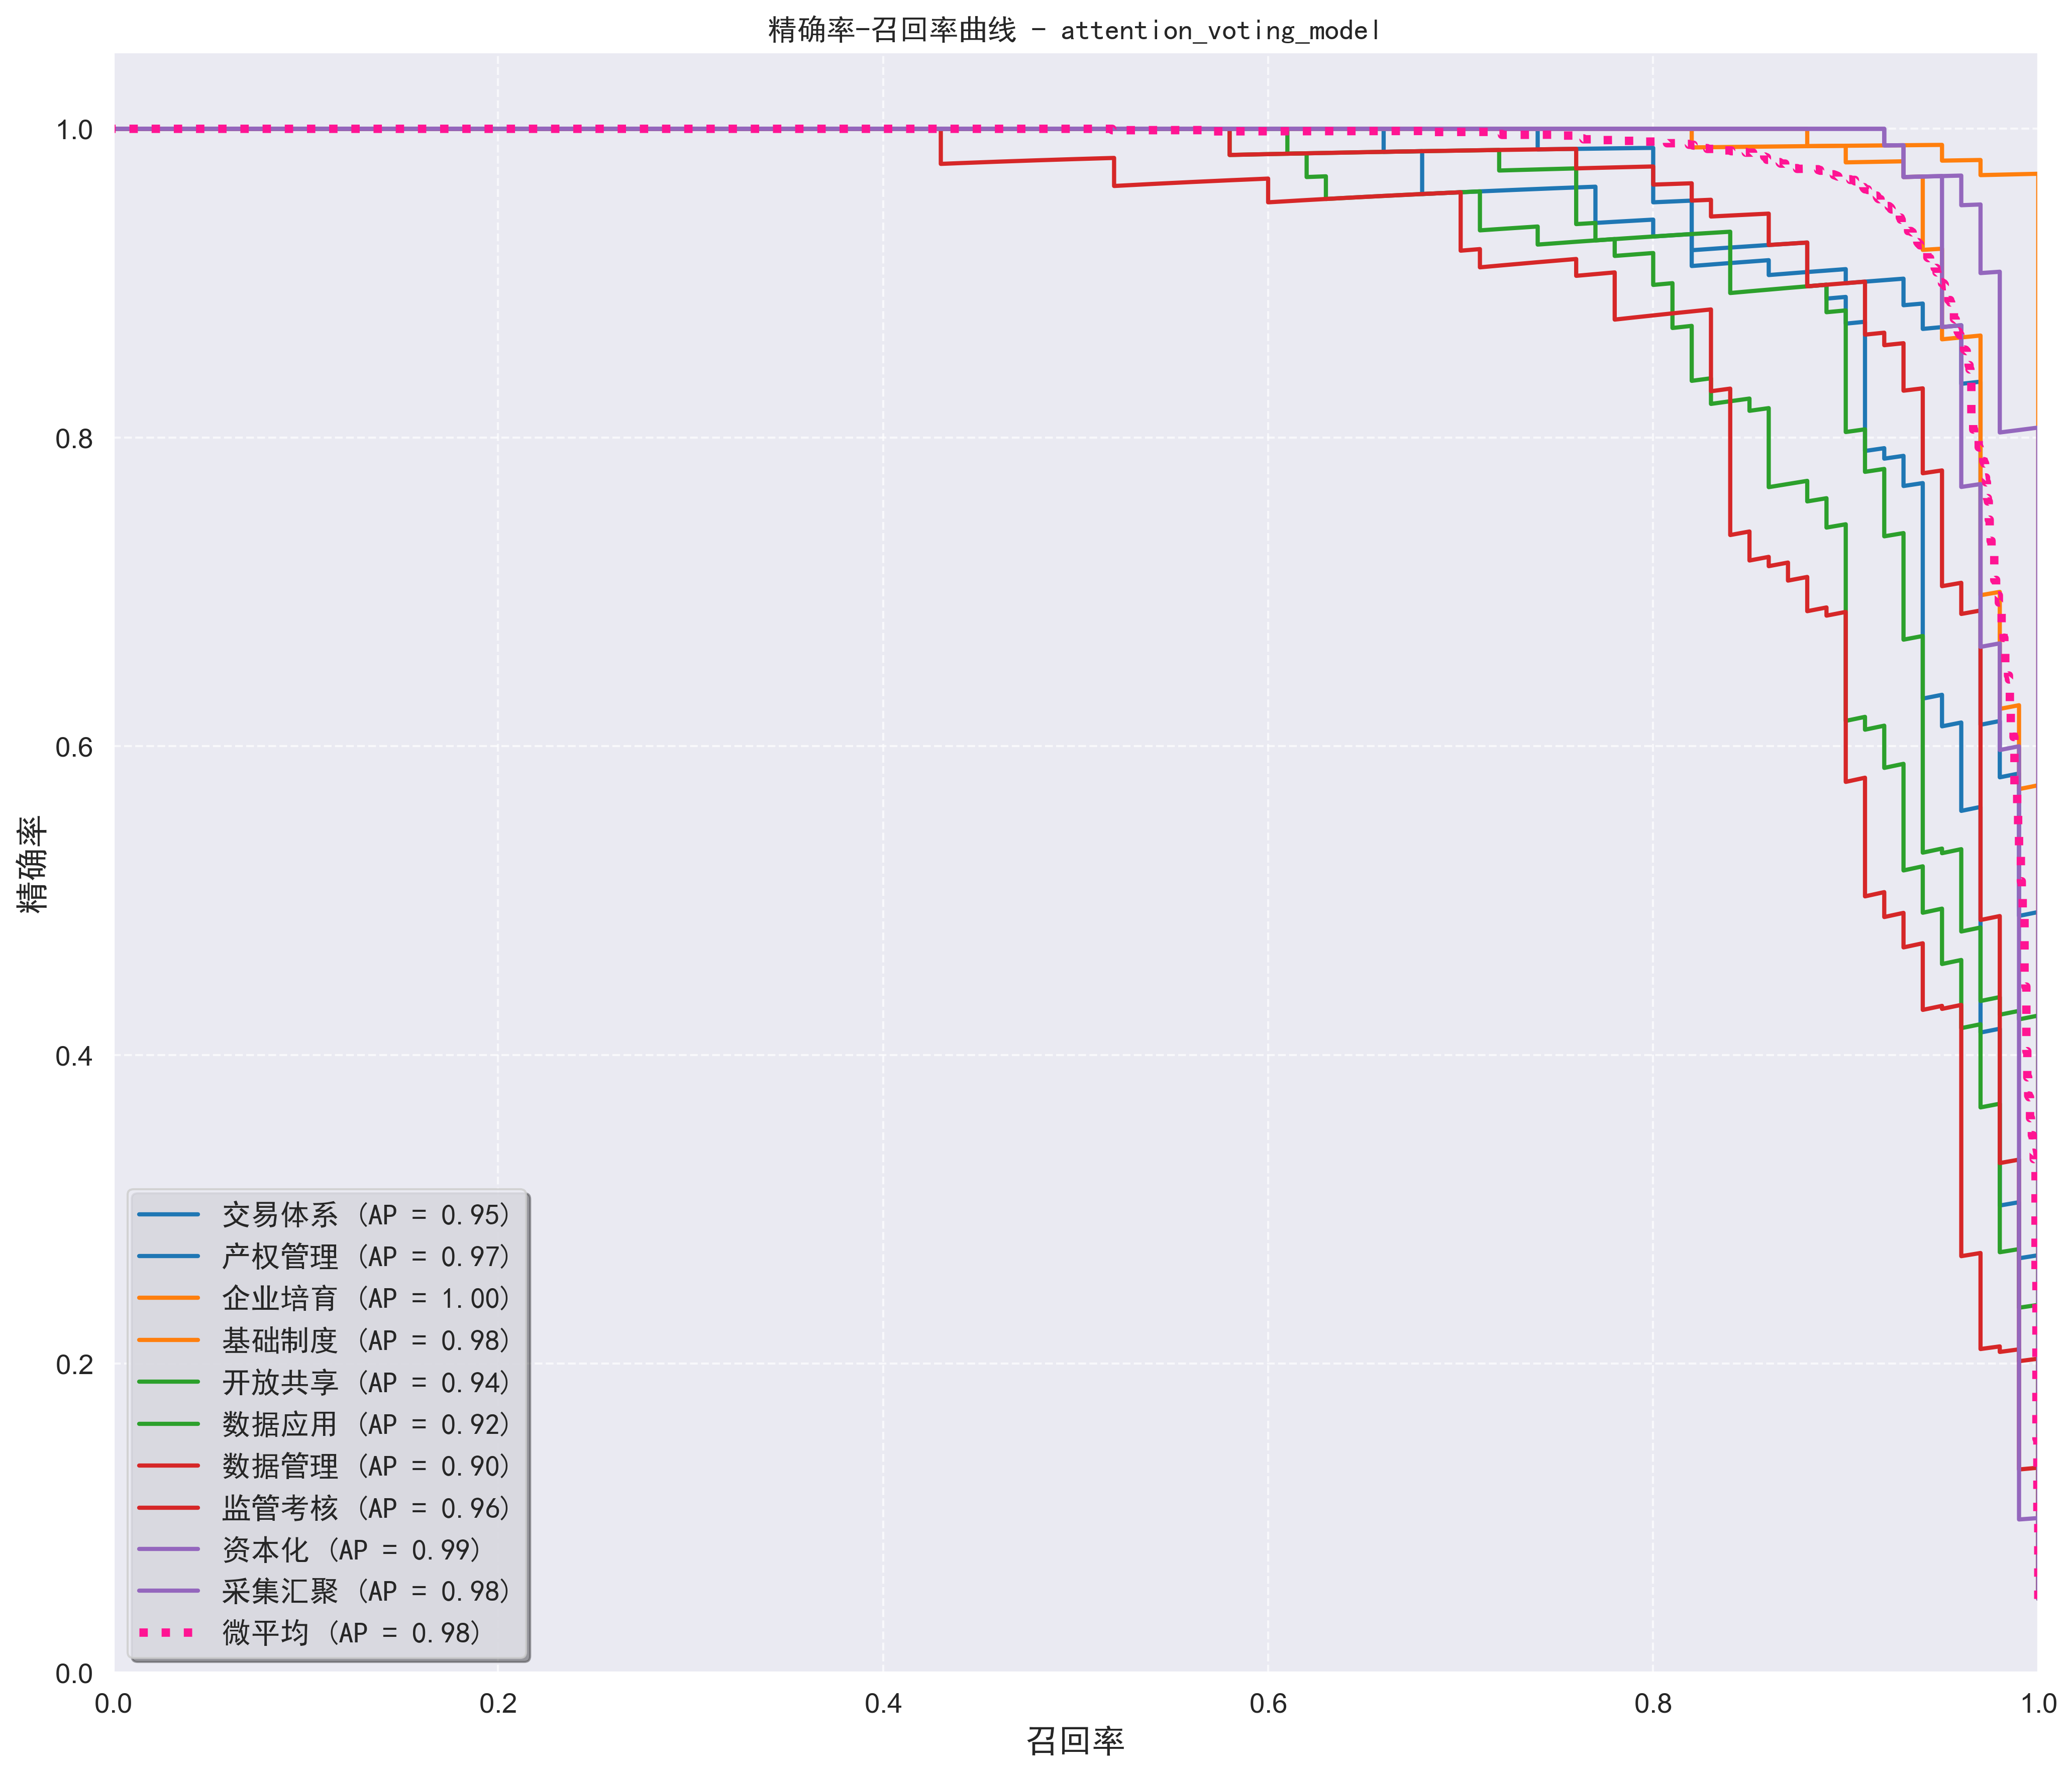 精确率-召回率曲线 - attention_voting_model
1.0
0.8
0.6
0.4
0.2
0.0
精确率
交易体系 (AP = 0.95)
产权管理 (AP = 0.97)
企业培育 (AP = 1.00)
基础制度 (AP = 0.98)
开放共享 (AP = 0.94)
数据应用 (AP = 0.92)
数据管理 (AP = 0.90)
监管考核 (AP = 0.96)
资本化 (AP = 0.99)
采集汇聚 (AP = 0.98)
微平均 (AP = 0.98)
0.0 0.2 0.4 0.6 0.8 1.0
召回率